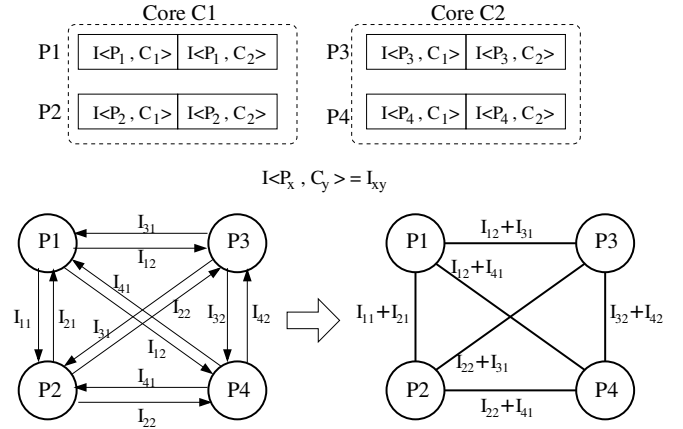 Core C1 Core C2
P1 I<P₁ , C₁> I<P₁ , C₂> P3 I<P₃ , C₁> I<P₃ , C₂>
P2 I<P₂ , C₁> I<P₂ , C₂> P4 I<P₄ , C₁> I<P₄ , C₂>
I<Pₓ , Cᵧ> = Iₓᵧ
P1 I₃₁ P3
I₁₂
I₄₁
I₁₁ I₂₁ I₃₁ I₂₂ I₃₂ I₄₂
I₁₂
P2 I₄₁ P4
I₂₂
P1 I₁₂+I₃₁ P3
I₁₂+I₄₁
I₁₁+I₂₁ I₃₂+I₄₂
I₂₂+I₃₁
P2 P4
I₂₂+I₄₁